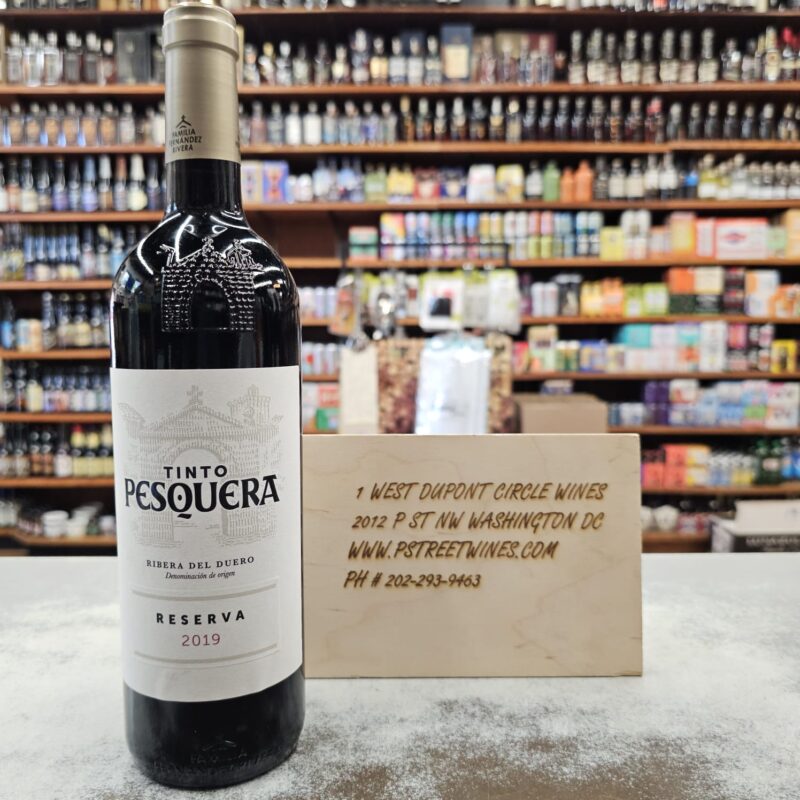 FAMILIA
FERNÁNDEZ
RIVERA
TINTO
PESQUERA
RIBERA DEL DUERO
Denominación de origen
RESERVA
2019
1 WEST DUPONT CIRCLE WINES
2012 P ST NW WASHINGTON DC
WWW.PSTREETWINES.COM
PH # 202-293-9463